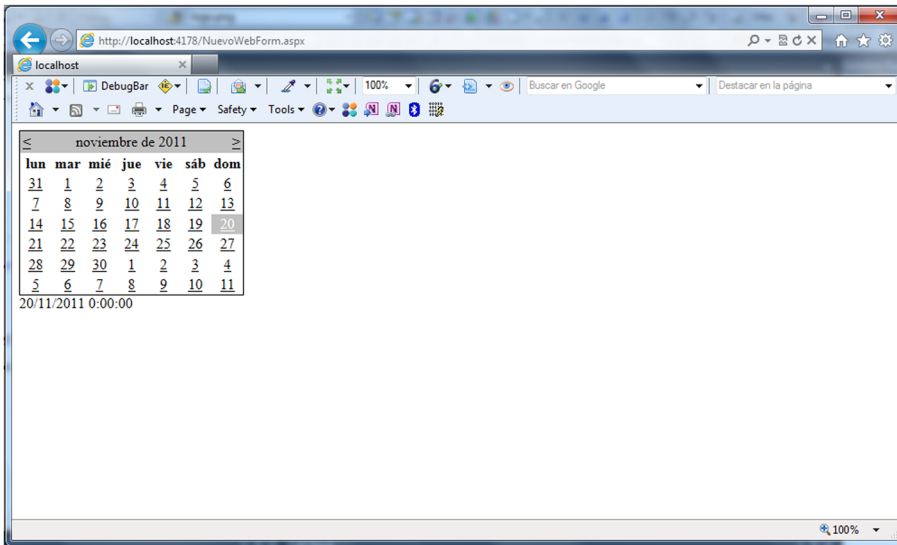 http://localhost:4178/NuevoWebForm.aspx
localhost
DebugBar 100% Buscar en Google Destacar en la página
Page Safety Tools
< noviembre de 2011 >
lun mar mié jue vie sáb dom
31 1 2 3 4 5 6
7 8 9 10 11 12 13
14 15 16 17 18 19 20
21 22 23 24 25 26 27
28 29 30 1 2 3 4
5 6 7 8 9 10 11
20/11/2011 0:00:00
100%